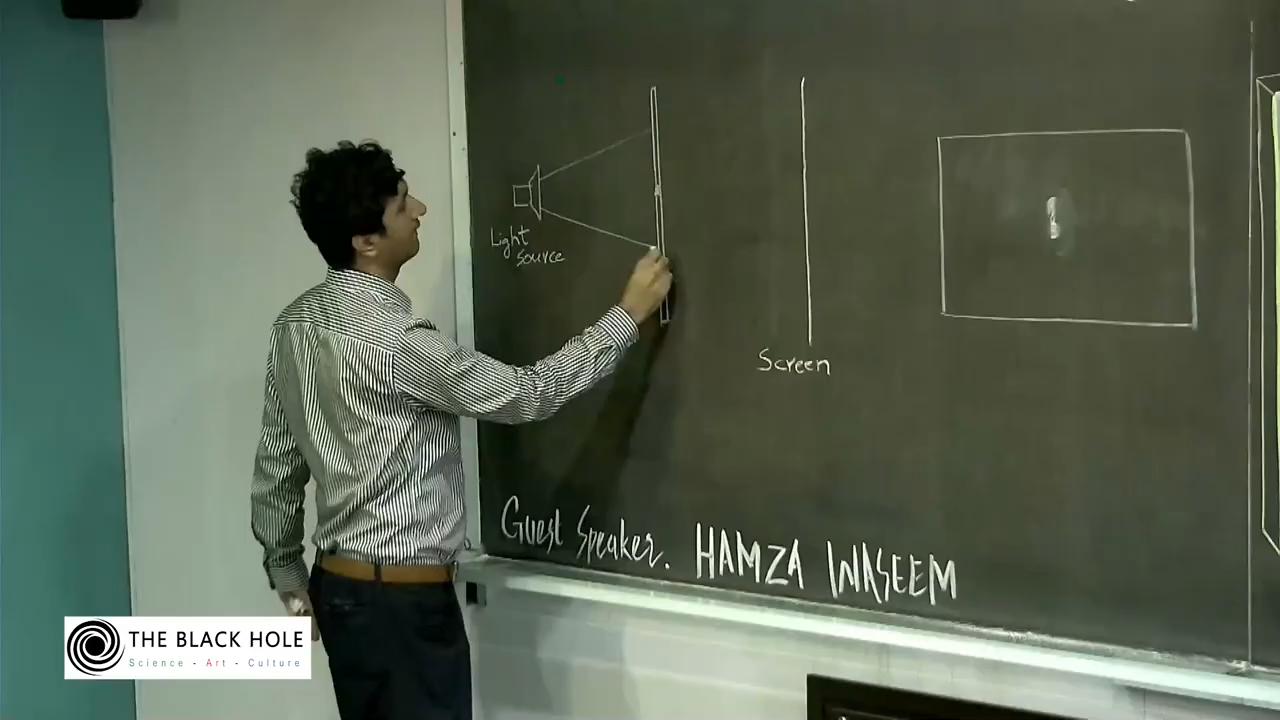 Light
Source
Screen
Guest Speaker. HAMZA WASEEM
THE BLACK HOLE
Science - Art - Culture